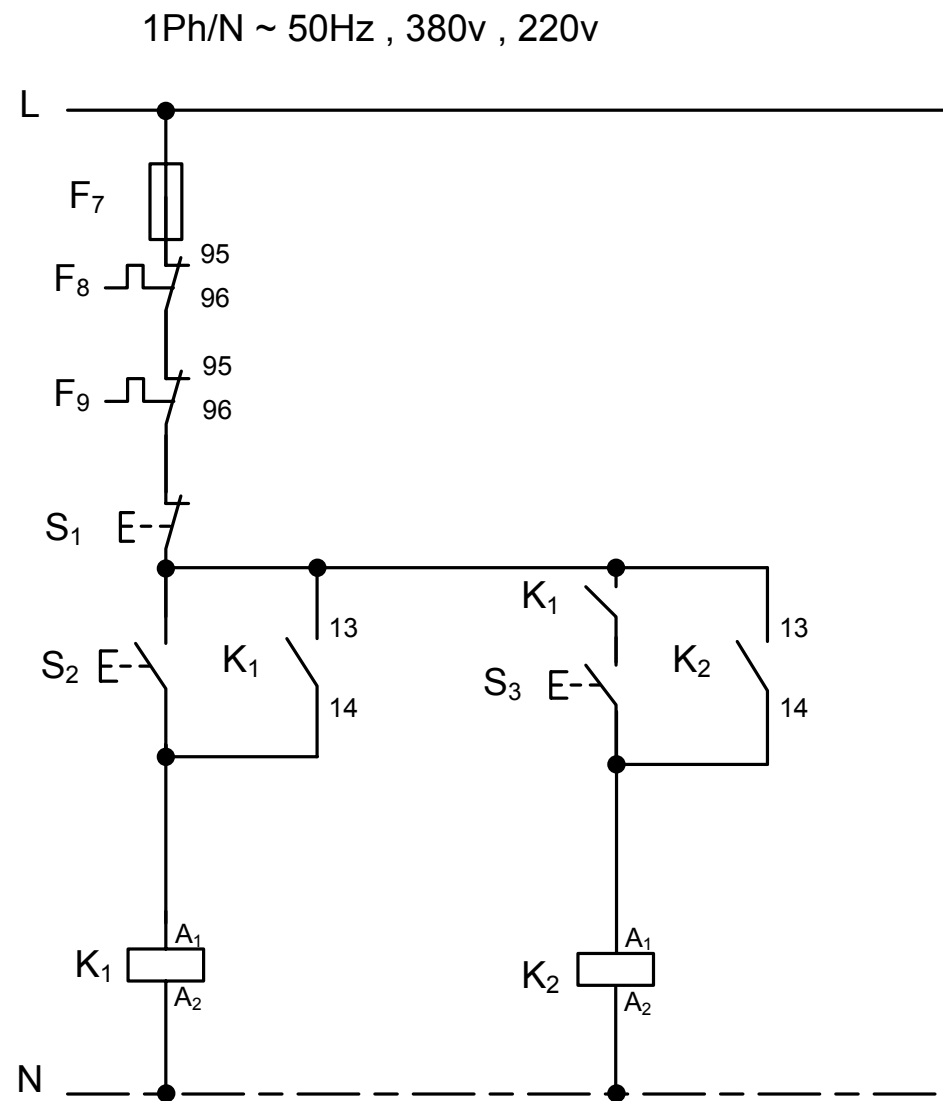 1Ph/N ~ 50Hz , 380v , 220v
L
F₇
95
F₈
96
95
F₉
96
S₁
K₁
13
13
S₂
K₁
S₃
K₂
14
14
A₁
K₁
A₂
A₁
K₂
A₂
N